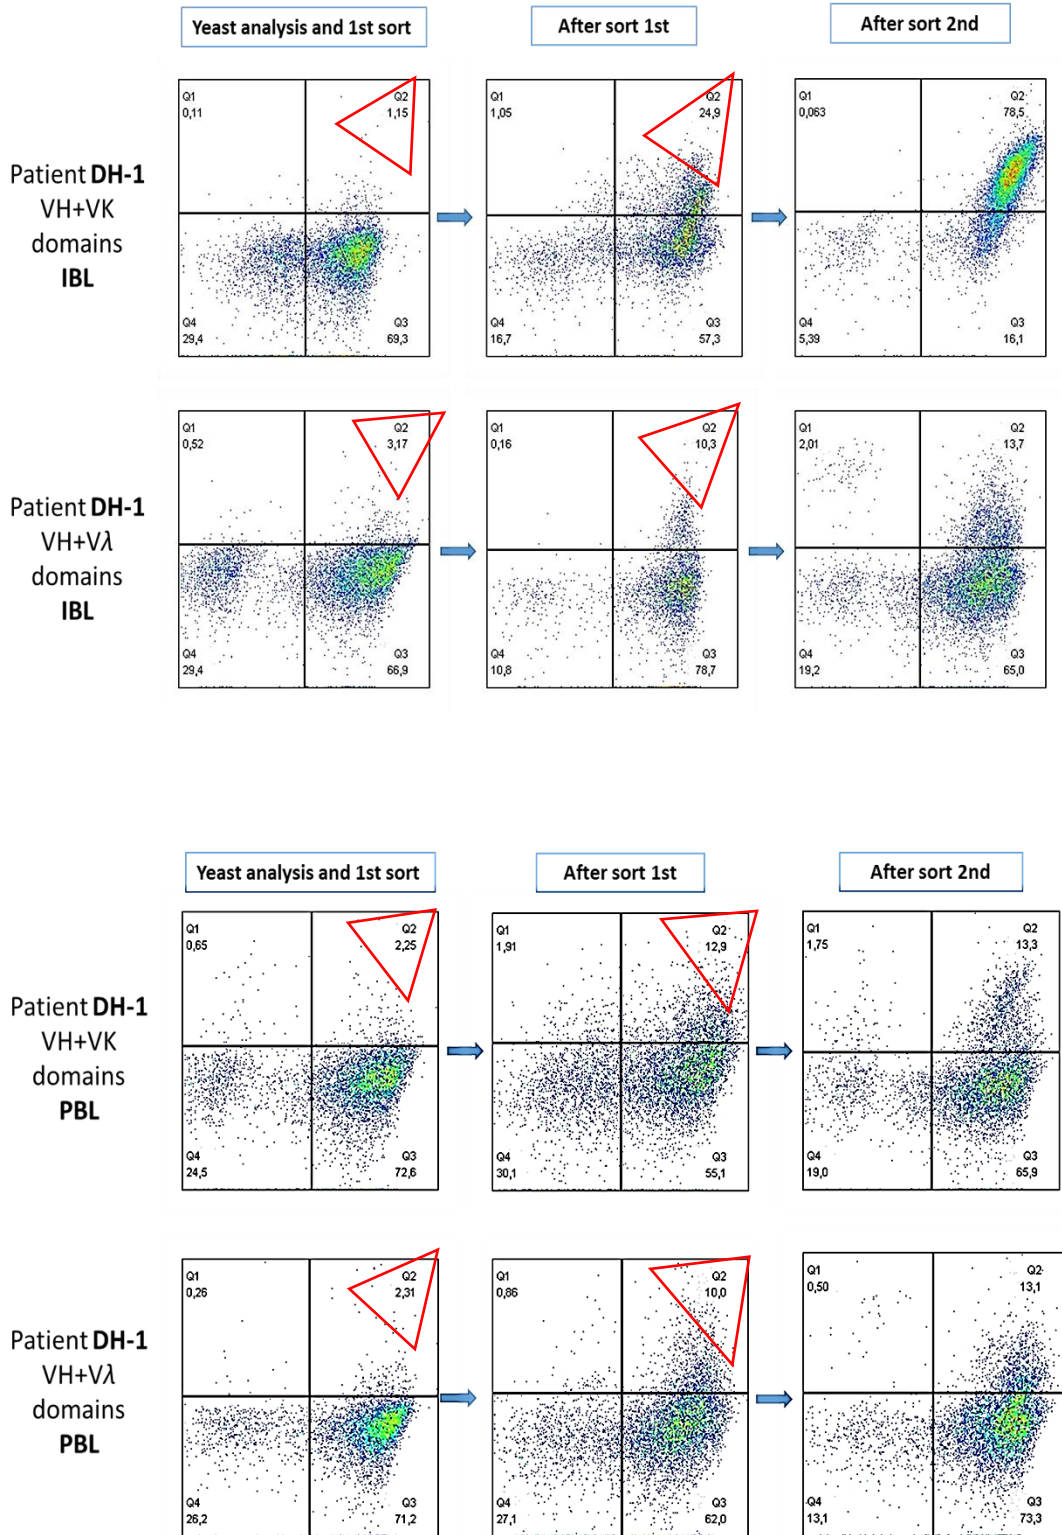 Yeast analysis and 1st sort
After sort 1st
After sort 2nd
Patient DH-1
VH+VK
domains
IBL
Q1
0,11
Q2
1,15
Q4
29,4
Q3
69,3
Q1
1,05
Q2
24,9
Q4
16,7
Q3
57,3
Q1
0,063
Q2
78,5
Q4
5,39
Q3
16,1
Patient DH-1
VH+Vλ
domains
IBL
Q1
0,52
Q2
3,17
Q4
29,4
Q3
66,9
Q1
0,16
Q2
10,3
Q4
10,8
Q3
78,7
Q1
2,01
Q2
13,7
Q4
19,2
Q3
65,0
Yeast analysis and 1st sort
After sort 1st
After sort 2nd
Patient DH-1
VH+VK
domains
PBL
Q1
0,65
Q2
2,25
Q4
24,5
Q3
72,6
Q1
1,91
Q2
12,9
Q4
30,1
Q3
55,1
Q1
1,75
Q2
13,3
Q4
19,0
Q3
65,9
Patient DH-1
VH+Vλ
domains
PBL
Q1
0,26
Q2
2,31
Q4
26,2
Q3
71,2
Q1
0,86
Q2
10,0
Q4
27,1
Q3
62,0
Q1
0,50
Q2
13,1
Q4
13,1
Q3
73,3